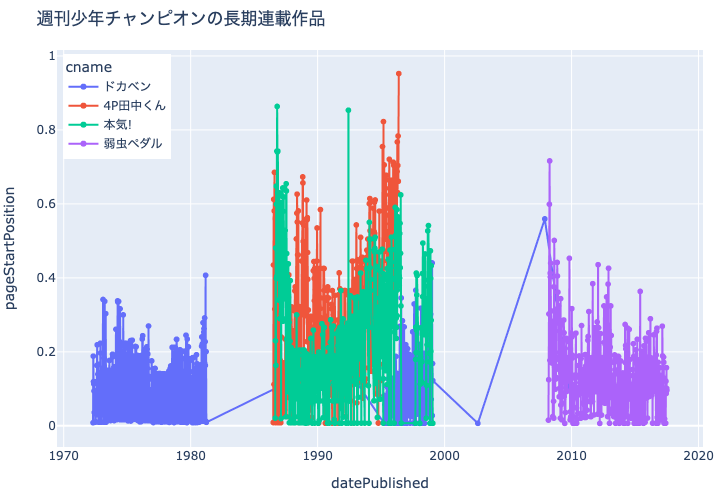 週刊少年チャンピオンの長期連載作品
cname
ドカベン
4P田中くん
本気!
弱虫ペダル
pageStartPosition
1
0.8
0.6
0.4
0.2
0
1970
1980
1990
2000
2010
2020
datePublished